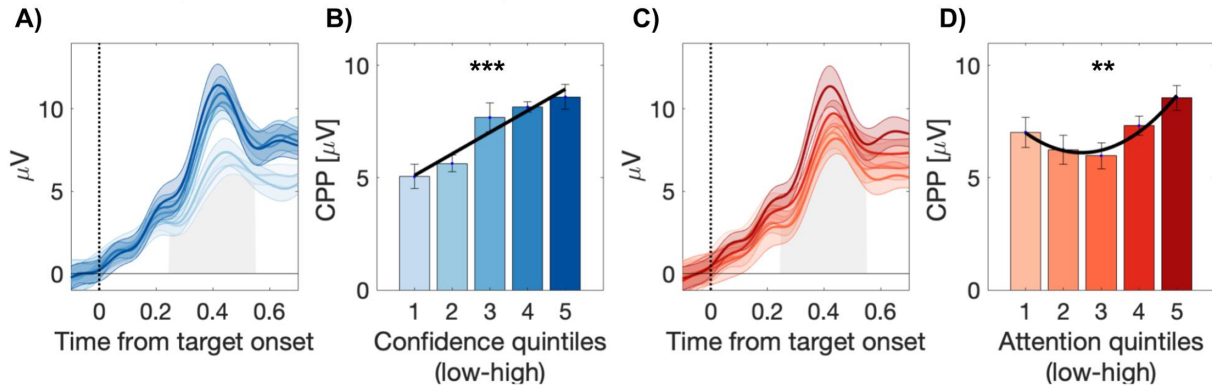 A)
μV
10
5
0
0
0.2
0.4
0.6
Time from target onset
B)
CPP [μV]
10
5
0
***
1
2
3
4
5
Confidence quintiles
(low-high)
C)
μV
10
5
0
0
0.2
0.4
0.6
Time from target onset
D)
CPP [μV]
10
5
0
**
1
2
3
4
5
Attention quintiles
(low-high)